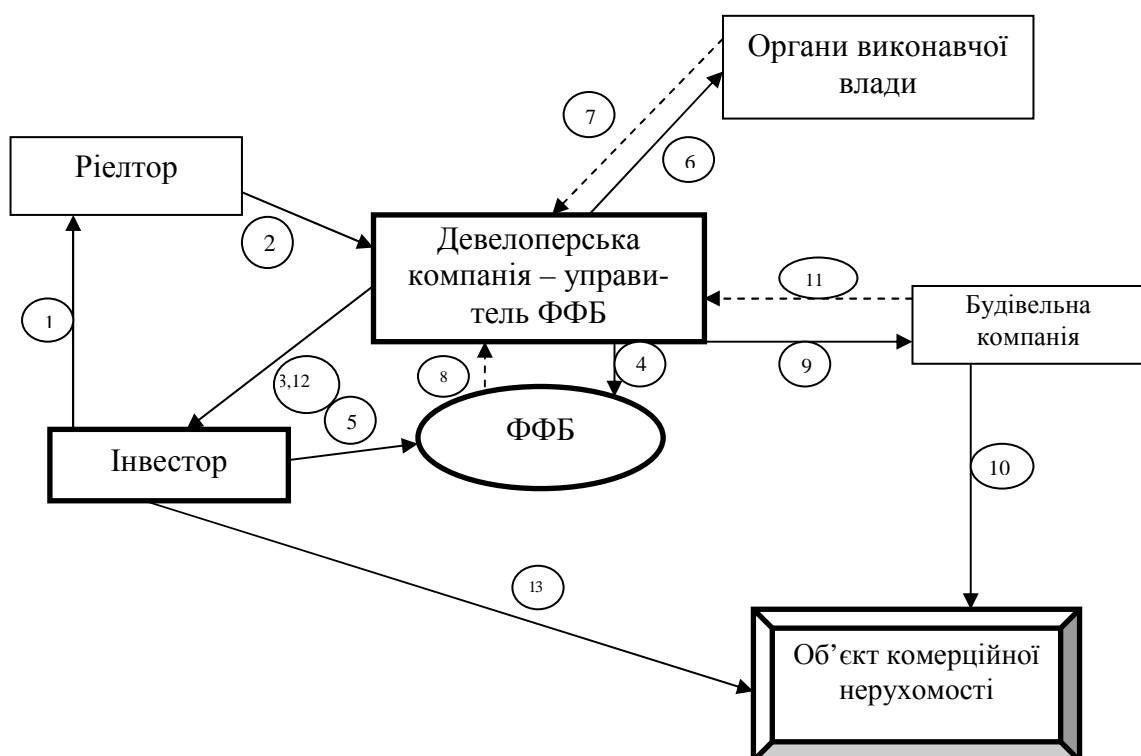 Органи виконавчої
влади
7
6
Ріелтор
2
Девелоперська
компанія – управи-
тель ФФБ
11
Будівельна
компанія
1
9
4
8
3,12
5
ФФБ
Інвестор
10
13
Об’єкт комерційної
нерухомості